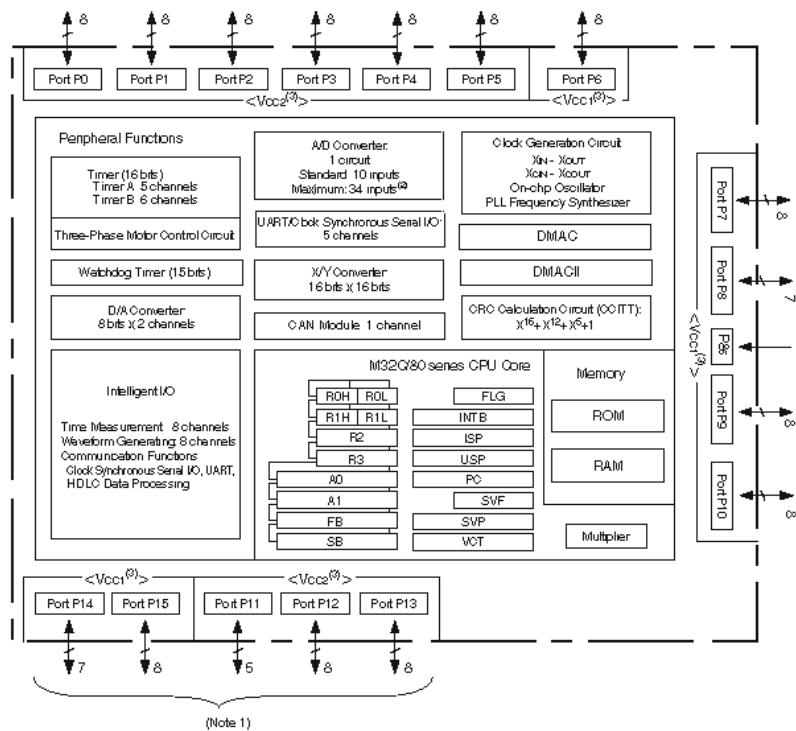 8 8 8 8 8 8 8
Port P0 Port P1 Port P2 Port P3 Port P4 Port P5 Port P6
<Vcc2(3)> <Vcc1(3)>
Peripheral Functions
Timer (16 bits)
Timer A 5 channels
Timer B 6 channels
Three-Phase Motor Control Circuit
Watchdog Timer (15 bits)
D/A Converter
8 bits X 2 channels
Intelligent I/O
Time Measurement 8 channels
Waveform Generating: 8 channels
Communication Functions
Clock Synchronous Serial I/O, UART,
HDLC Data Processing
A/D Converter:
1 circuit
Standard 10 inputs
Maximum: 34 inputs(2)
UART/Clock Synchronous Serial I/O:
5 channels
X/Y Converter
16 bits X 16 bits
CAN Module 1 channel
Clock Generation Circuit
XIN - XOUT
XCIN - XCOUT
On-chip Oscillator
PLL Frequency Synthesizer
DMAC
DMACII
CRC Calculation Circuit (CCITT):
X16+X12+X5+1
M32C/80 series CPU Core
R0H R0L
R1H R1L
R2
R3
A0
A1
FB
SB
FLG
INTB
ISP
USP
PC
SVF
SVP
VCT
Memory
ROM
RAM
Multiplier
<Vcc1(3)>
Port P7
8
Port P8
7
P85
Port P9
8
Port P10
8
<Vcc1(3)> <Vcc2(3)>
Port P14 Port P15 Port P11 Port P12 Port P13
7 8 5 8 8
(Note 1)